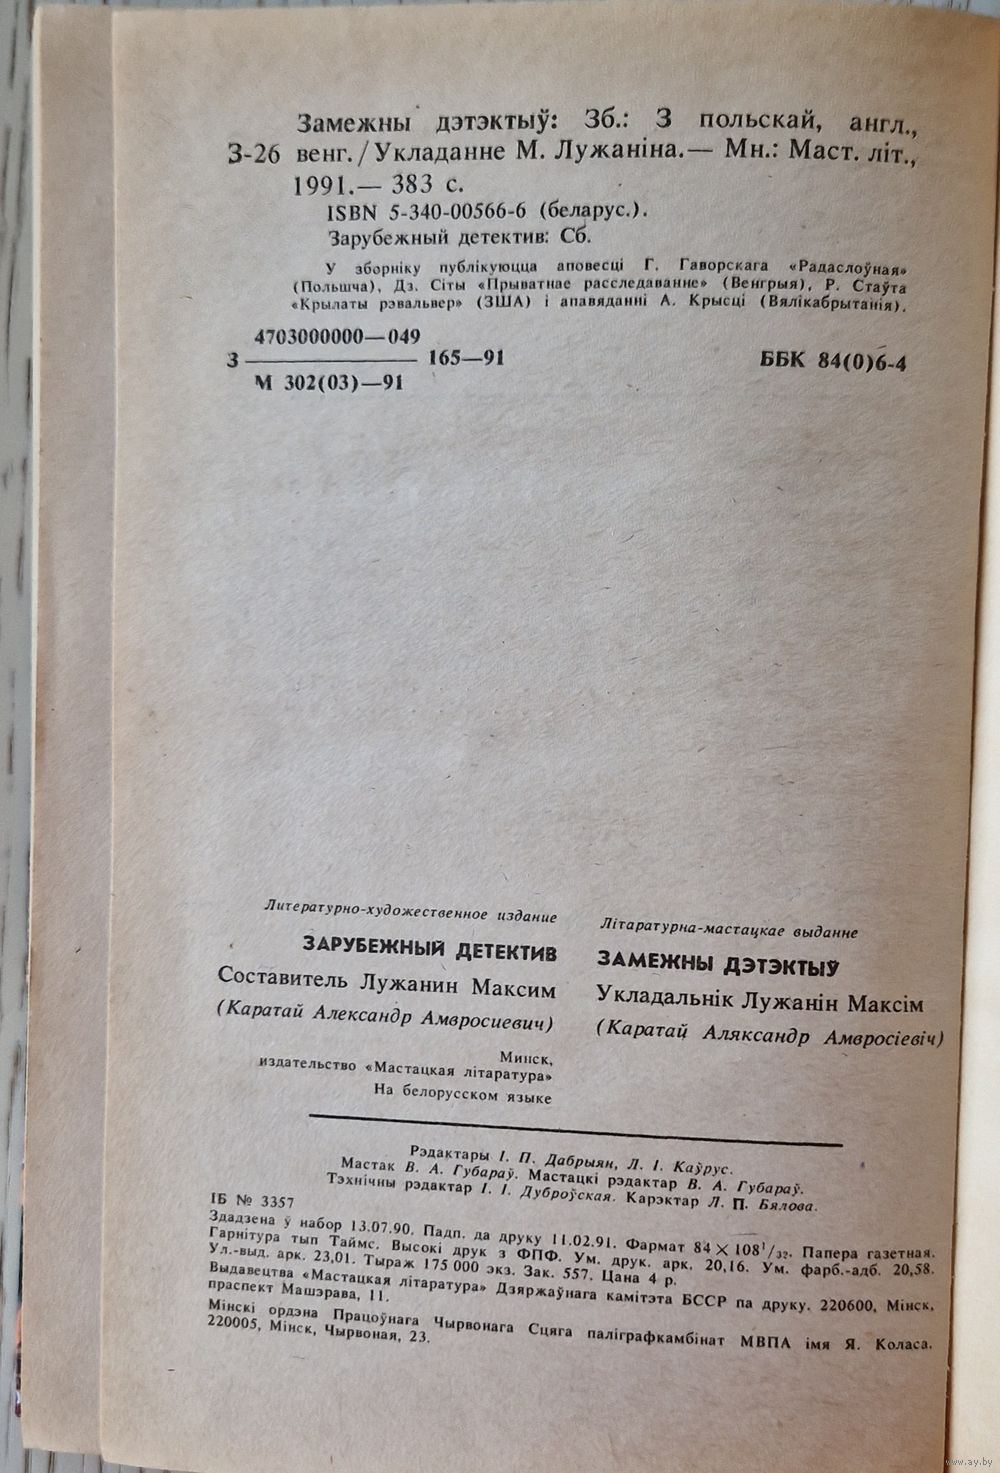 Замежны дэтэктыў: Зб.: З польскай, англ.,
З-26 венг./Укладанне М. Лужаніна.— Мн.: Маст. літ.,
1991.— 383 с.
ISBN 5-340-00566-6 (беларус.).
Зарубежный детектив: Сб.
У зборніку публікуюцца аповесці Г. Гаворскага «Радаслоўная»
(Польшча), Дз. Сіты «Прыватнае расследаванне» (Венгрыя), Р. Стаўта
«Крылаты рэвальвер» (ЗША) і апавяданні А. Крысці (Вялікабрытанія).
4703000000—049
З 165—91 ББК 84(0)6-4
М 302(03)—91
Литературно-художественное издание
ЗАРУБЕЖНЫЙ ДЕТЕКТИВ
Составитель Лужанин Максим
(Каратай Александр Амвросиевич)
Минск,
издательство «Мастацкая літаратура»
На белорусском языке
Літаратурна-мастацкае выданне
ЗАМЕЖНЫ ДЭТЭКТЫЎ
Укладальнік Лужанін Максім
(Каратай Аляксандр Амвросіевіч)
Рэдактары І. П. Дабрыян, Л. І. Каўрус.
Мастак В. А. Губараў. Мастацкі рэдактар В. А. Губараў.
Тэхнічны рэдактар І. І. Дуброўская. Карэктар Л. П. Бялова.
ІБ № 3357
Здадзена ў набор 13.07.90. Падп. да друку 11.02.91. Фармат 84×108¹/₃₂. Папера газетная.
Гарнітура тып Таймс. Высокі друк з ФПФ. Ум. друк. арк. 20,16. Ум. фарб.-адб. 20,58.
Ул.-выд. арк. 23,01. Тыраж 175 000 экз. Зак. 557. Цана 4 р.
Выдавецтва «Мастацкая літаратура» Дзяржаўнага камітэта БССР па друку. 220600, Мінск,
праспект Машэрава, 11.
Мінскі ордэна Працоўнага Чырвонага Сцяга паліграфкамбінат МВПА імя Я. Коласа.
220005, Мінск, Чырвоная, 23.
www.ay.by